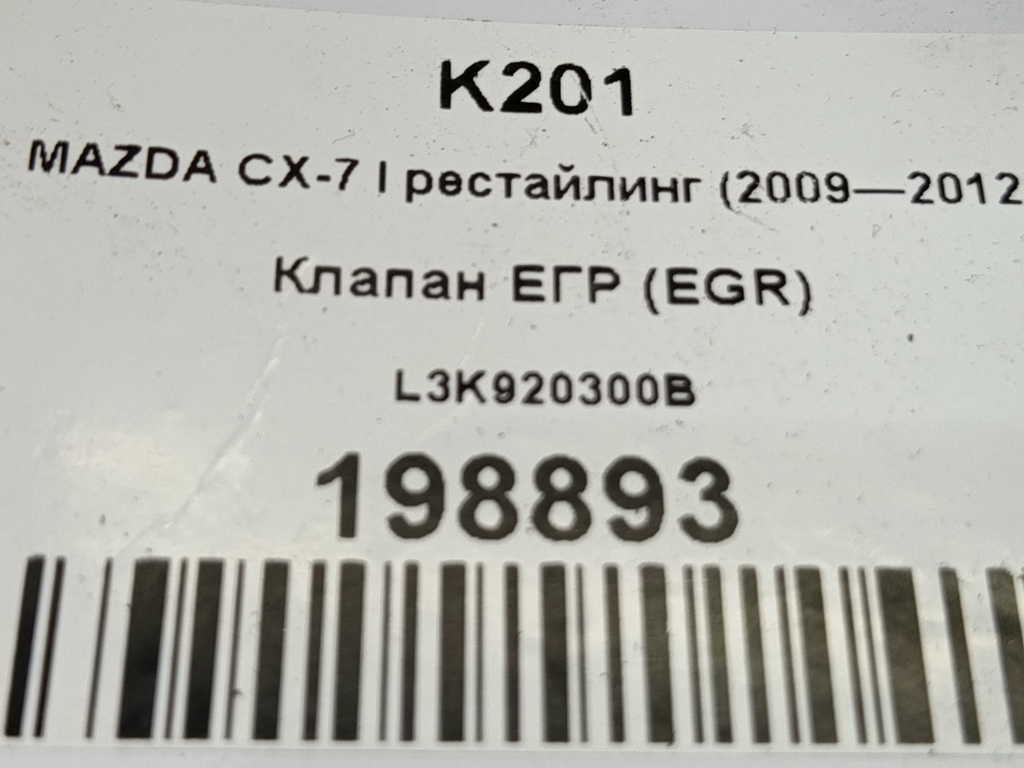 K201
MAZDA CX-7 I рестайлинг (2009—2012
Клапан ЕГР (EGR)
L3K920300B
198893